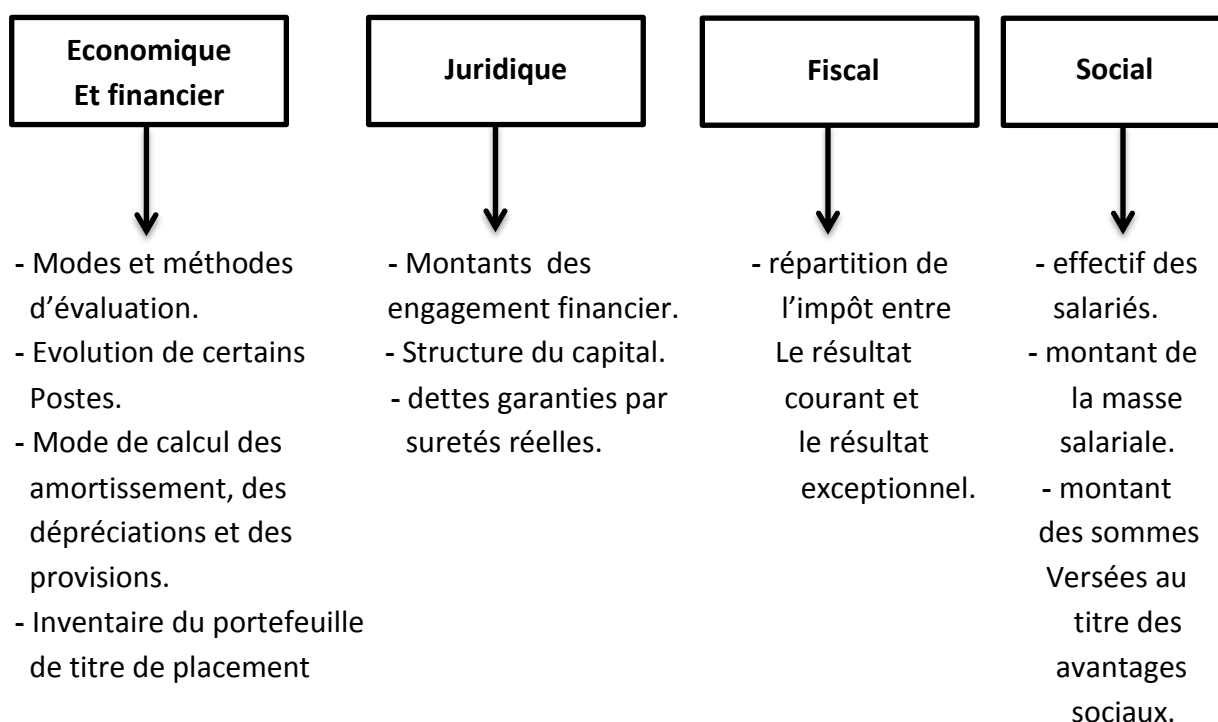 Economique
Et financier
Juridique
Fiscal
Social
- Modes et méthodes
d’évaluation.
- Evolution de certains
Postes.
- Mode de calcul des
amortissement, des
dépréciations et des
provisions.
- Inventaire du portefeuille
de titre de placement
- Montants des
engagement financier.
- Structure du capital.
- dettes garanties par
suretés réelles.
- répartition de
l’impôt entre
Le résultat
courant et
le résultat
exceptionnel.
- effectif des
salariés.
- montant de
la masse
salariale.
- montant
des sommes
Versées au
titre des
avantages
sociaux.